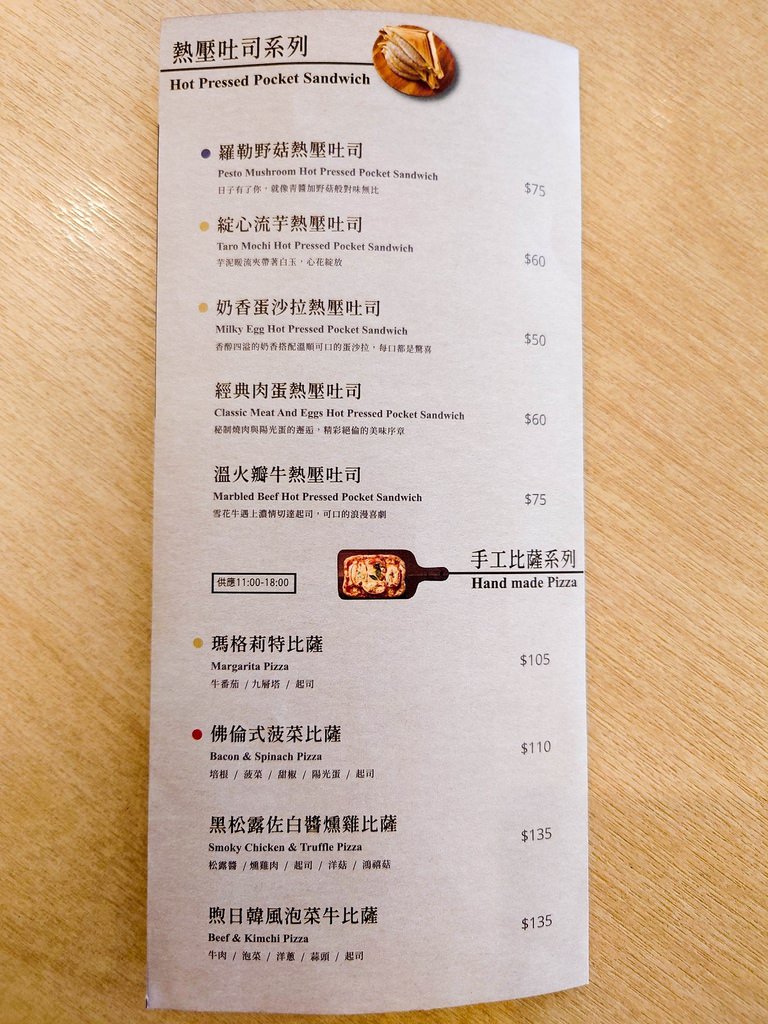 熱壓吐司系列
Hot Pressed Pocket Sandwich
羅勒野菇熱壓吐司
Pesto Mushroom Hot Pressed Pocket Sandwich
日子有了你，就像青醬加野菇般對味無比
$75
綻心流芋熱壓吐司
Taro Mochi Hot Pressed Pocket Sandwich
芋泥暖流夾帶著白玉，心花綻放
$60
奶香蛋沙拉熱壓吐司
Milky Egg Hot Pressed Pocket Sandwich
香醇四溢的奶香搭配溫順可口的蛋沙拉，每口都是驚喜
$50
經典肉蛋熱壓吐司
Classic Meat And Eggs Hot Pressed Pocket Sandwich
秘制燒肉與陽光蛋的邂逅，精彩絕倫的美味序章
$60
溫火瓣牛熱壓吐司
Marbled Beef Hot Pressed Pocket Sandwich
雪花牛遇上濃情切達起司，可口的浪漫喜劇
$75
手工比薩系列
Hand made Pizza
供應11:00-18:00
瑪格莉特比薩
Margarita Pizza
牛番茄 / 九層塔 / 起司
$105
佛倫式菠菜比薩
Bacon & Spinach Pizza
培根 / 菠菜 / 甜椒 / 陽光蛋 / 起司
$110
黑松露佐白醬燻雞比薩
Smoky Chicken & Truffle Pizza
松露醬 / 燻雞肉 / 起司 / 洋菇 / 鴻禧菇
$135
煦日韓風泡菜牛比薩
Beef & Kimchi Pizza
牛肉 / 泡菜 / 洋蔥 / 蒜頭 / 起司
$135